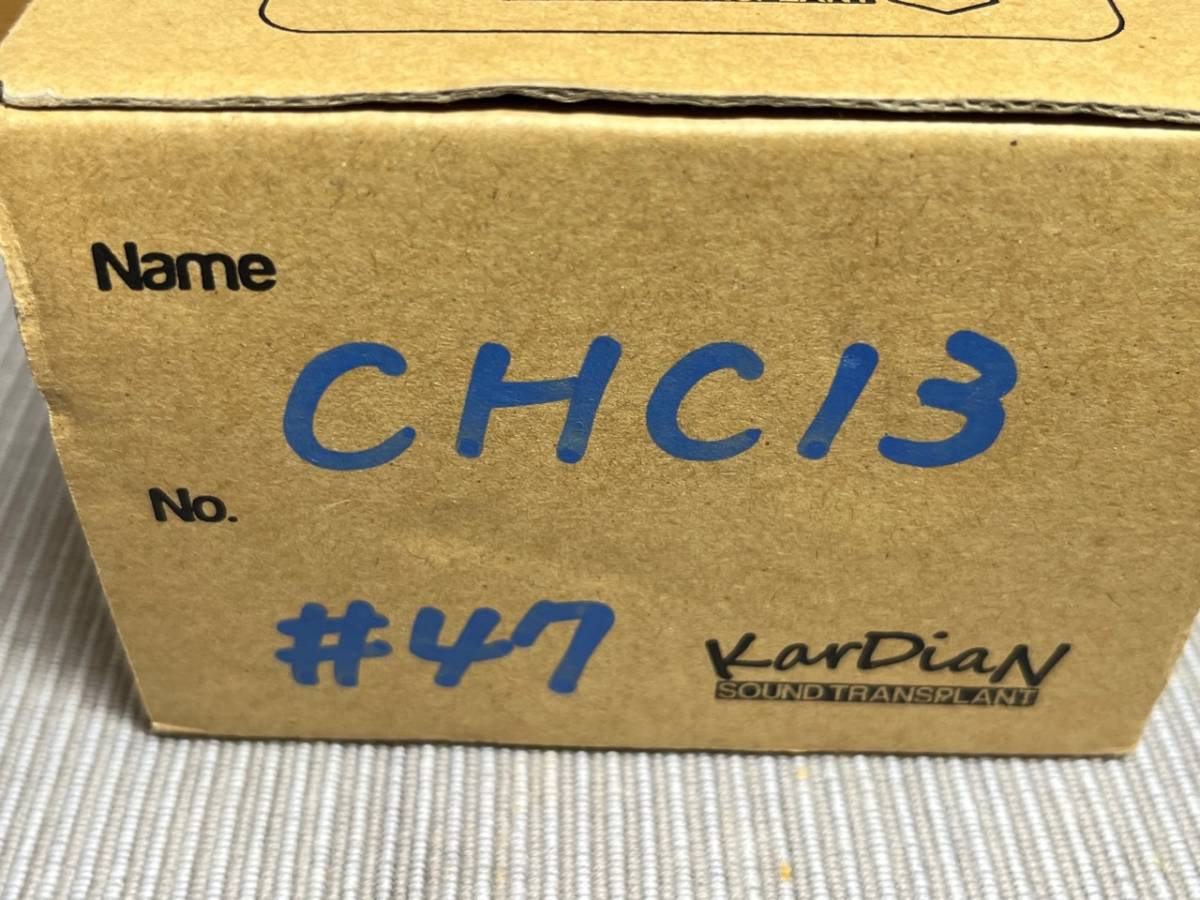 Name
CHC13
No.
#47
KarDiaN
SOUND TRANSPLANT